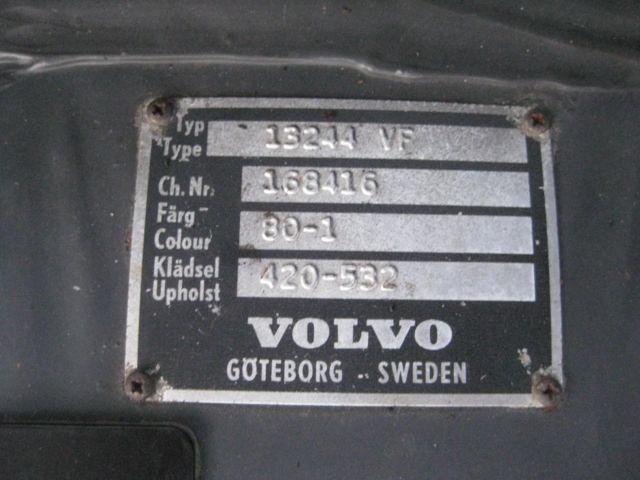 Typ
Type 13244 VF
Ch.Nr. 168416
Färg
Colour 80-1
Klädsel
Upholst 420-532
VOLVO
GÖTEBORG - SWEDEN